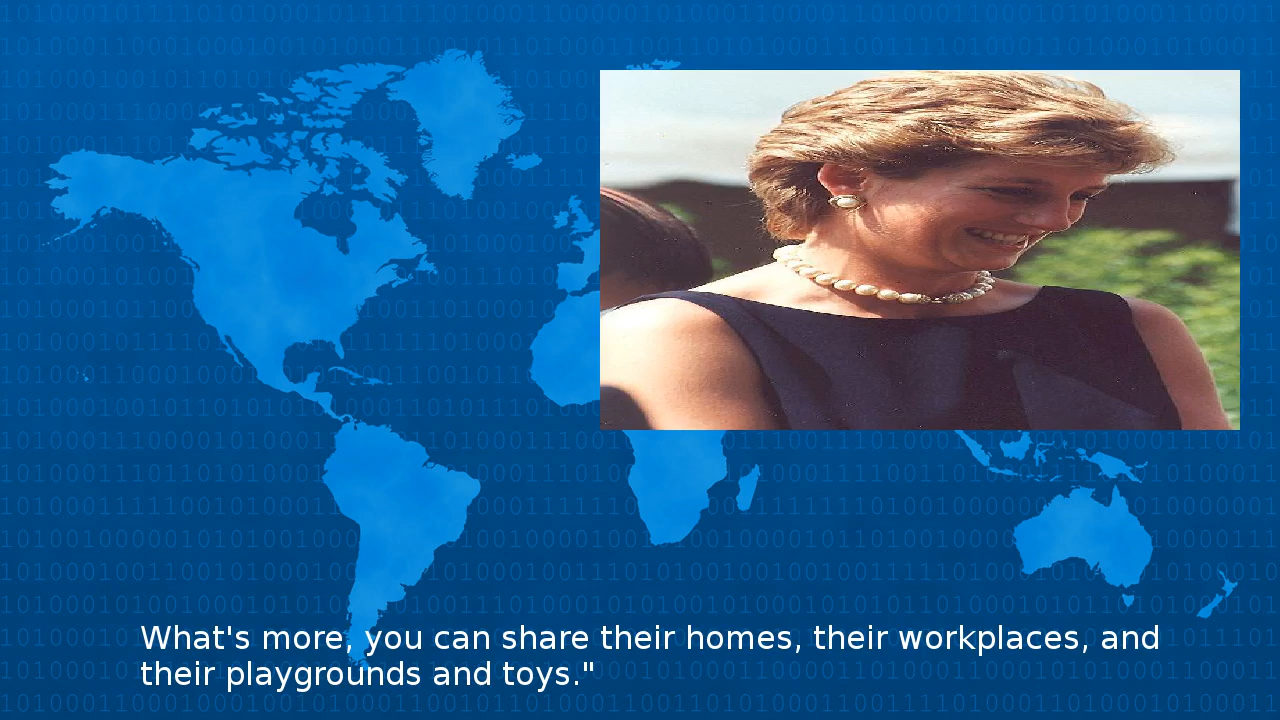 What's more, you can share their homes, their workplaces, and
their playgrounds and toys."